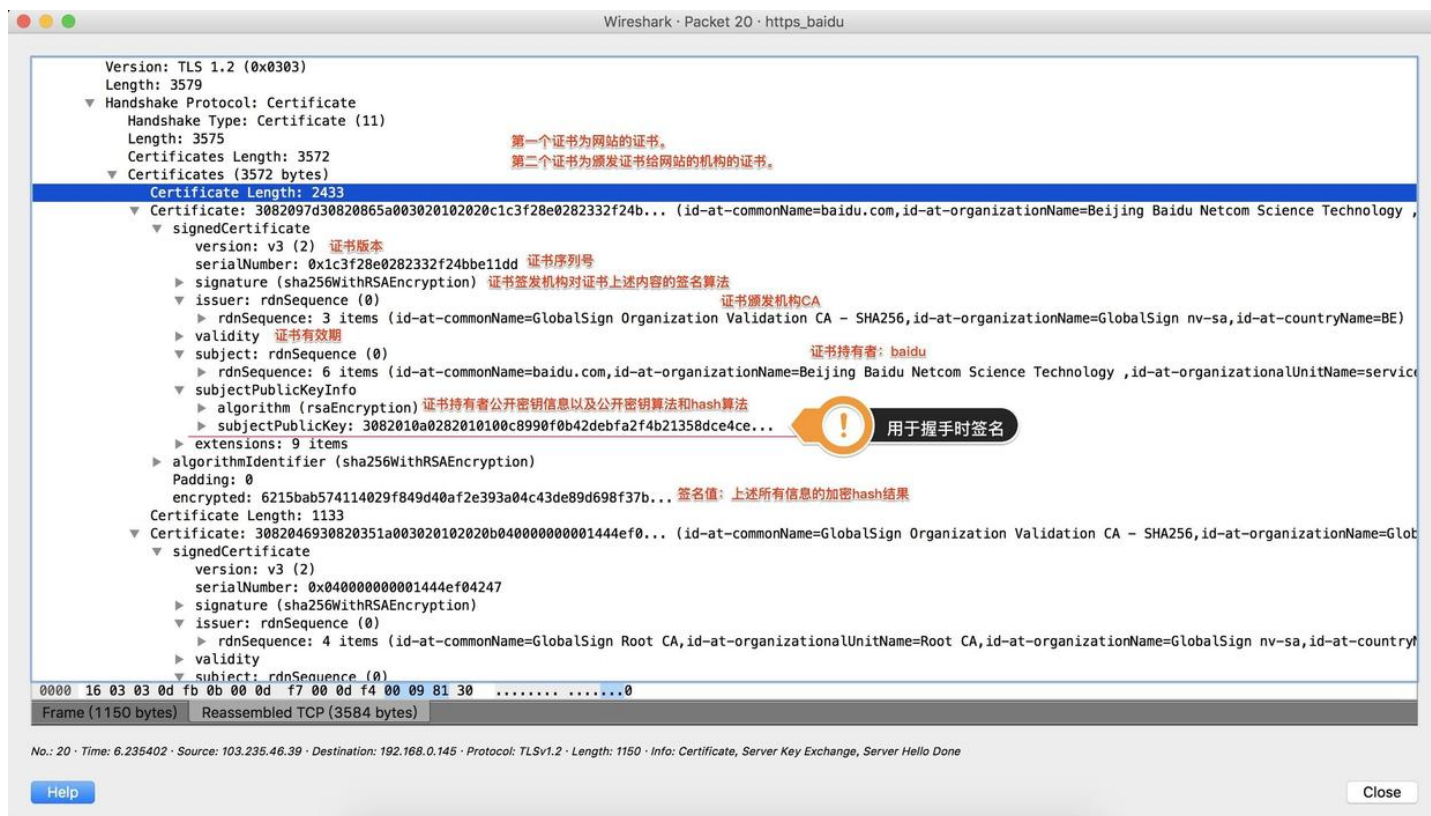 Wireshark · Packet 20 · https_baidu
Version: TLS 1.2 (0x0303)
Length: 3579
Handshake Protocol: Certificate
Handshake Type: Certificate (11)
Length: 3575
第一个证书为网站的证书。
Certificates Length: 3572
第二个证书为颁发证书给网站的机构的证书。
Certificates (3572 bytes)
Certificate Length: 2433
Certificate: 3082097d30820865a003020102020c1c3f28e0282332f24b... (id-at-commonName=baidu.com,id-at-organizationName=Beijing Baidu Netcom Science Technology ,
signedCertificate
version: v3 (2) 证书版本
serialNumber: 0x1c3f28e0282332f24bbe11dd 证书序列号
signature (sha256WithRSAEncryption) 证书签发机构对证书上述内容的签名算法
issuer: rdnSequence (0) 证书颁发机构CA
rdnSequence: 3 items (id-at-commonName=GlobalSign Organization Validation CA – SHA256,id-at-organizationName=GlobalSign nv-sa,id-at-countryName=BE)
validity 证书有效期
subject: rdnSequence (0) 证书持有者：baidu
rdnSequence: 6 items (id-at-commonName=baidu.com,id-at-organizationName=Beijing Baidu Netcom Science Technology ,id-at-organizationalUnitName=service
subjectPublicKeyInfo
algorithm (rsaEncryption) 证书持有者公开密钥信息以及公开密钥算法和hash算法
subjectPublicKey: 3082010a0282010100c8990f0b42debfa2f4b21358dce4ce... ! 用于握手时签名
extensions: 9 items
algorithmIdentifier (sha256WithRSAEncryption)
Padding: 0
encrypted: 6215bab574114029f849d40af2e393a04c43de89d698f37b... 签名值：上述所有信息的加密hash结果
Certificate Length: 1133
Certificate: 3082046930820351a003020102020b040000000001444ef0... (id-at-commonName=GlobalSign Organization Validation CA – SHA256,id-at-organizationName=Glob
signedCertificate
version: v3 (2)
serialNumber: 0x040000000001444ef04247
signature (sha256WithRSAEncryption)
issuer: rdnSequence (0)
rdnSequence: 4 items (id-at-commonName=GlobalSign Root CA,id-at-organizationalUnitName=Root CA,id-at-organizationName=GlobalSign nv-sa,id-at-country
validity
subject: rdnSequence (0)
0000 16 03 03 0d fb 0b 00 0d f7 00 0d f4 00 09 81 30 ........ .......0
Frame (1150 bytes) Reassembled TCP (3584 bytes)
No.: 20 · Time: 6.235402 · Source: 103.235.46.39 · Destination: 192.168.0.145 · Protocol: TLSv1.2 · Length: 1150 · Info: Certificate, Server Key Exchange, Server Hello Done
Help Close